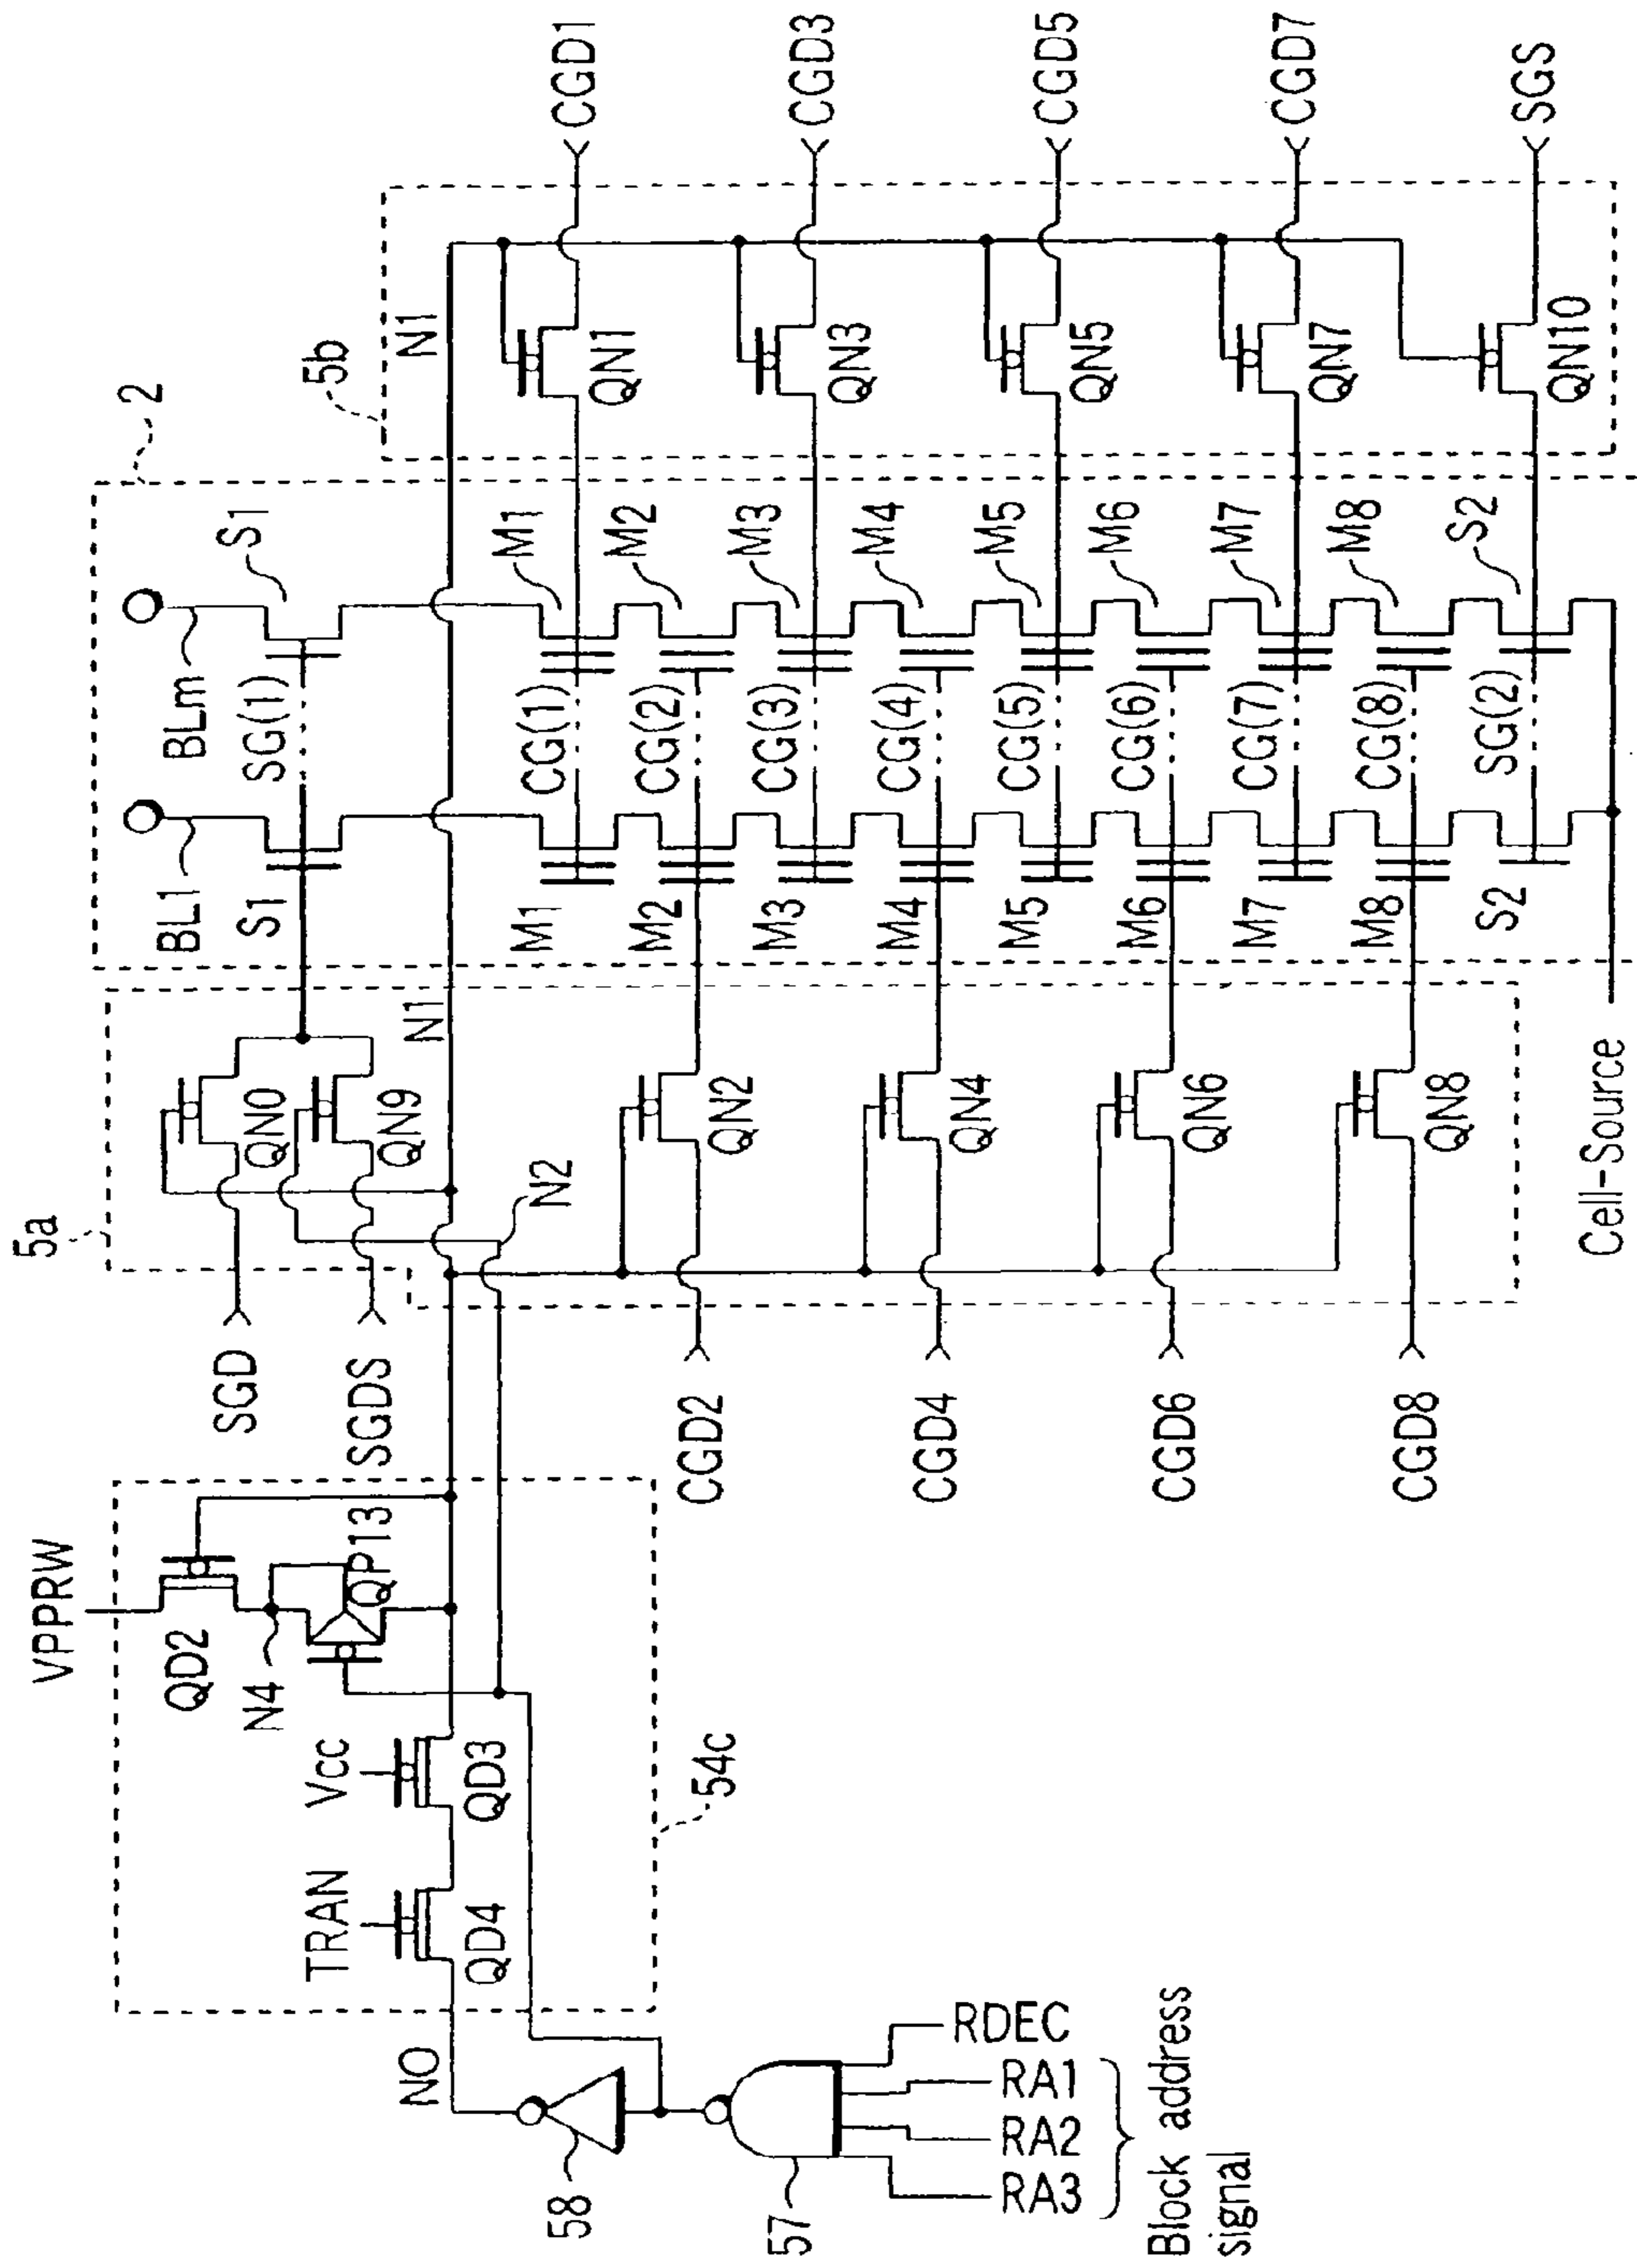 VPPRW
QD2
N4
QP13
Vcc
QD3
TRAN
QD4
54c
N0
58
57
RDEC
RA1
RA2
RA3
Block address
signal
5a
SGD
SGDS
QN0
QN9
N1
N2
CGD2
QN2
CGD4
QN4
CGD6
QN6
CGD8
QN8
Cell-Source
2
BL1
BLm
S1
SG(1)
S1
M1
CG(1)
M1
M2
CG(2)
M2
M3
CG(3)
M3
M4
CG(4)
M4
M5
CG(5)
M5
M6
CG(6)
M6
M7
CG(7)
M7
M8
CG(8)
M8
S2
SG(2)
S2
5b
N1
QN1
CGD1
QN3
CGD3
QN5
CGD5
QN7
CGD7
QN10
SGS